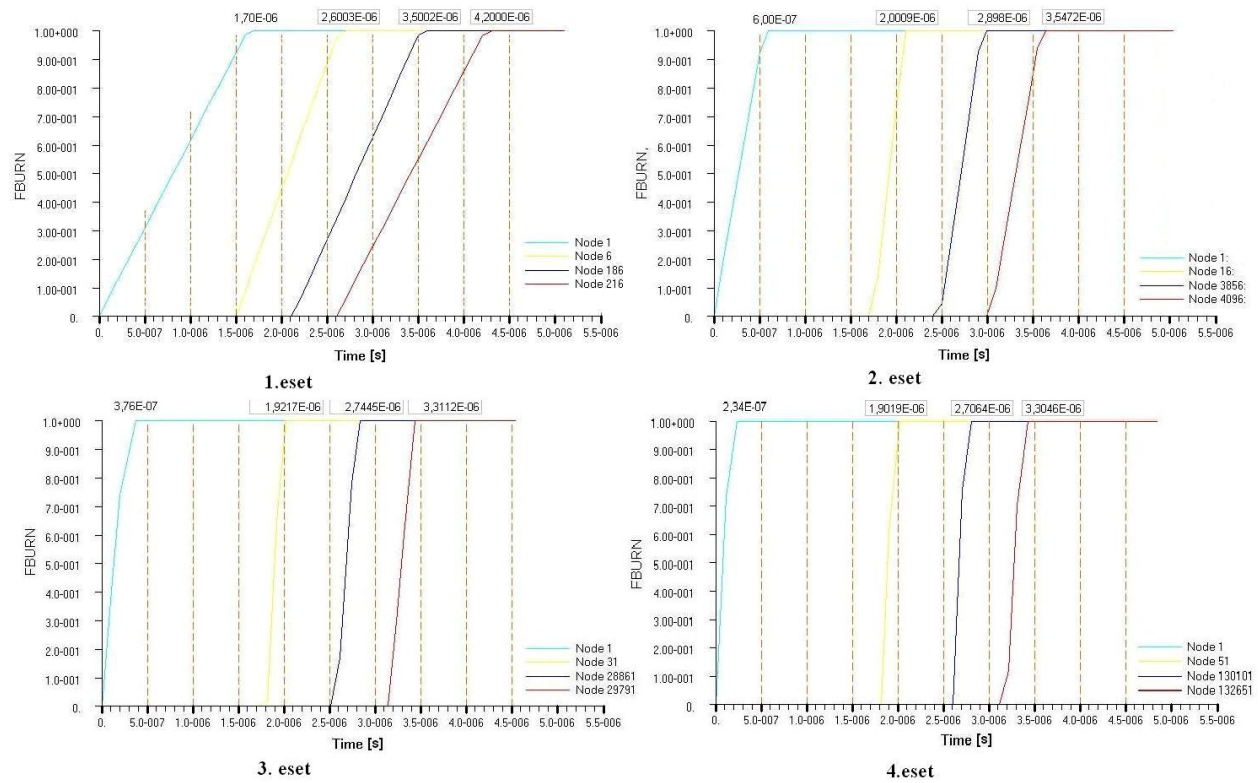 1,70E-06 2,6003E-06 3,5002E-06 4,2000E-06
1.0+000
9.00-001
8.00-001
7.00-001
6.00-001
5.00-001
4.00-001
3.00-001
2.00-001
1.00-001
0.
FBURN
Node 1
Node 6
Node 186
Node 216
0. 5.0-007 1.0-006 1.5-006 2.0-006 2.5-006 3.0-006 3.5-006 4.0-006 4.5-006 5.0-006 5.5-006
Time [s]
1.eset
6,00E-07 2,0009E-06 2,898E-06 3,5472E-06
1.0+000
9.00-001
8.00-001
7.00-001
6.00-001
5.00-001
4.00-001
3.00-001
2.00-001
1.00-001
0.
FBURN,
Node 1:
Node 16:
Node 3856:
Node 4096:
0. 5.0-007 1.0-006 1.5-006 2.0-006 2.5-006 3.0-006 3.5-006 4.0-006 4.5-006 5.0-006 5.5-006
Time [s]
2. eset
3,76E-07 1,9217E-06 2,7445E-06 3,3112E-06
1.0+000
9.0-001
8.0-001
7.0-001
6.0-001
5.0-001
4.0-001
3.0-001
2.0-001
1.0-001
0.
FBURN
Node 1
Node 31
Node 28861
Node 29791
0. 5.0-007 1.0-006 1.5-006 2.0-006 2.5-006 3.0-006 3.5-006 4.0-006 4.5-006 5.0-006 5.5-006
Time [s]
3. eset
2,34E-07 1,9019E-06 2,7064E-06 3,3046E-06
1.0+000
9.0-001
8.0-001
7.0-001
6.0-001
5.0-001
4.0-001
3.0-001
2.0-001
1.0-001
0.
FBURN
Node 1
Node 51
Node 130101
Node 132651
0. 5.0-007 1.0-006 1.5-006 2.0-006 2.5-006 3.0-006 3.5-006 4.0-006 4.5-006 5.0-006 5.5-006
Time [s]
4.eset